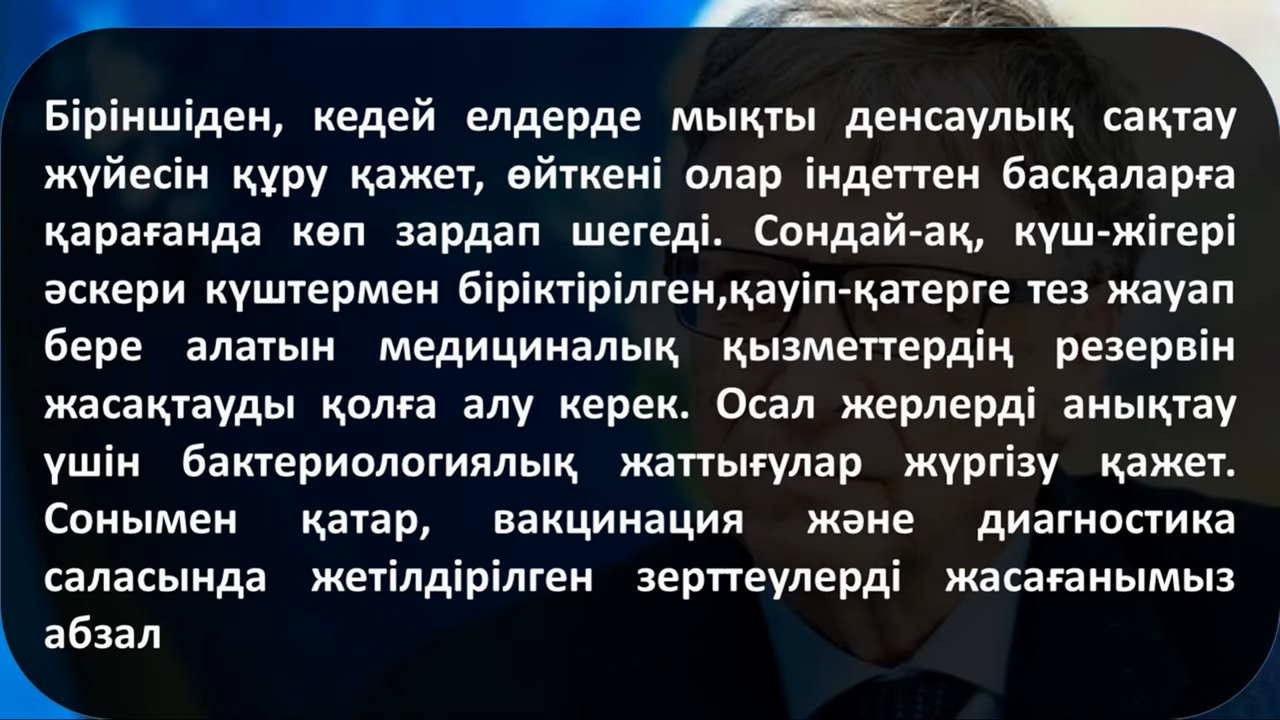 Біріншіден, кедей елдерде мықты денсаулық сақтау
жүйесін құру қажет, өйткені олар індеттен басқаларға
қарағанда көп зардап шегеді. Сондай-ақ, күш-жігері
әскери күштермен біріктірілген,қауіп-қатерге тез жауап
бере алатын медициналық қызметтердің резервін
жасақтауды қолға алу керек. Осал жерлерді анықтау
үшін бактериологиялық жаттығулар жүргізу қажет.
Сонымен қатар, вакцинация және диагностика
саласында жетілдірілген зерттеулерді жасағанымыз
абзал